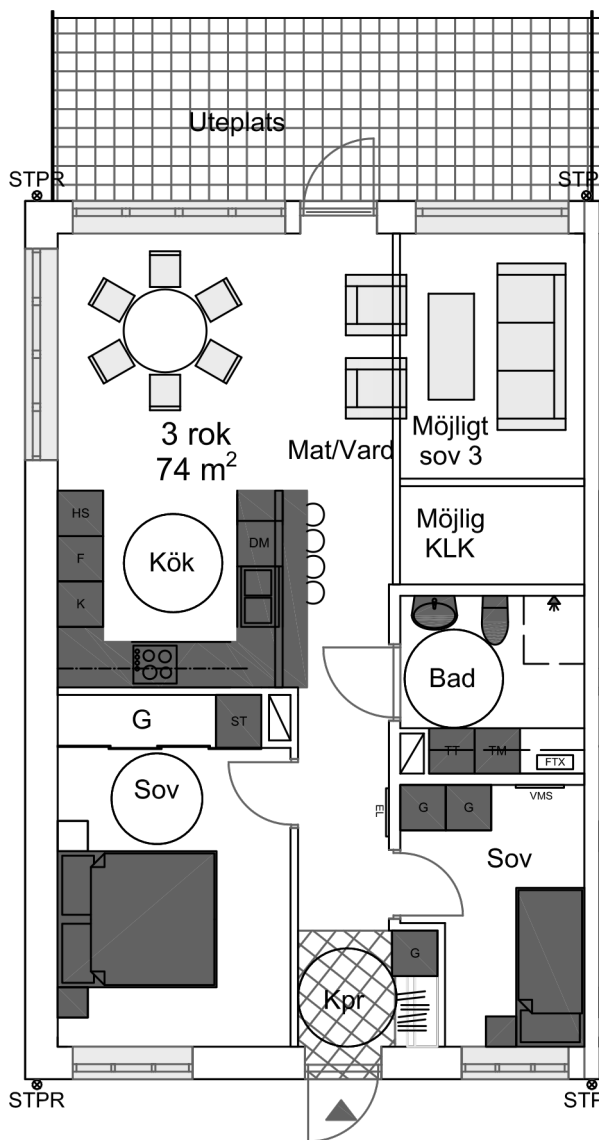 Uteplats
STPR
STP
3 rok
74 m²
Mat/Vard
Möjligt
sov 3
HS
F
K
Kök
DM
Möjlig
KLK
Bad
G
ST
TT
TM
FTX
Sov
EL
G
G
VMS
Sov
G
Kpr
STPR
STP